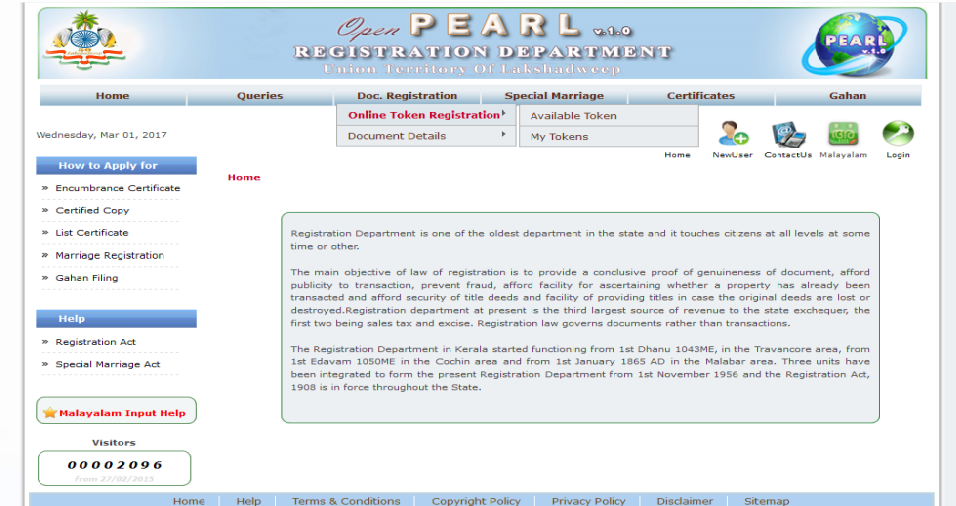 Open PEARL v.1.0
REGISTRATION DEPARTMENT
Union Territory Of Lakshadweep
PEARL
v.1.0
Home Queries Doc. Registration Special Marriage Certificates Gahan
Online Token Registration Available Token
Document Details My Tokens
Wednesday, Mar 01, 2017
Home NewUser ContactUs Malayalam Login
How to Apply for
» Encumbrance Certificate
» Certified Copy
» List Certificate
» Marriage Registration
» Gahan Filing
Home
Registration Department is one of the oldest department in the state and it touches citizens at all levels at some
time or other.
The main objective of law of registration is to provide a conclusive proof of genuineness of document, afford
publicity to transaction, prevent fraud, afford facility for ascertaining whether a property has already been
transacted and afford security of title deeds and facility of providing titles in case the original deeds are lost or
destroyed.Registration department at present is the third largest source of revenue to the state exchequer, the
first two being sales tax and excise. Registration law governs documents rather than transactions.
The Registration Department in Kerala started functioning from 1st Dhanu 1043ME, in the Travancore area, from
1st Edavam 1050ME in the Cochin area and from 1st January 1865 AD in the Malabar area. Three units have
been integrated to form the present Registration Department from 1st November 1956 and the Registration Act,
1908 is in force throughout the State.
Help
» Registration Act
» Special Marriage Act
Malayalam Input Help
Visitors
00002096
From 27/02/2015
Home Help Terms & Conditions Copyright Policy Privacy Policy Disclaimer Sitemap